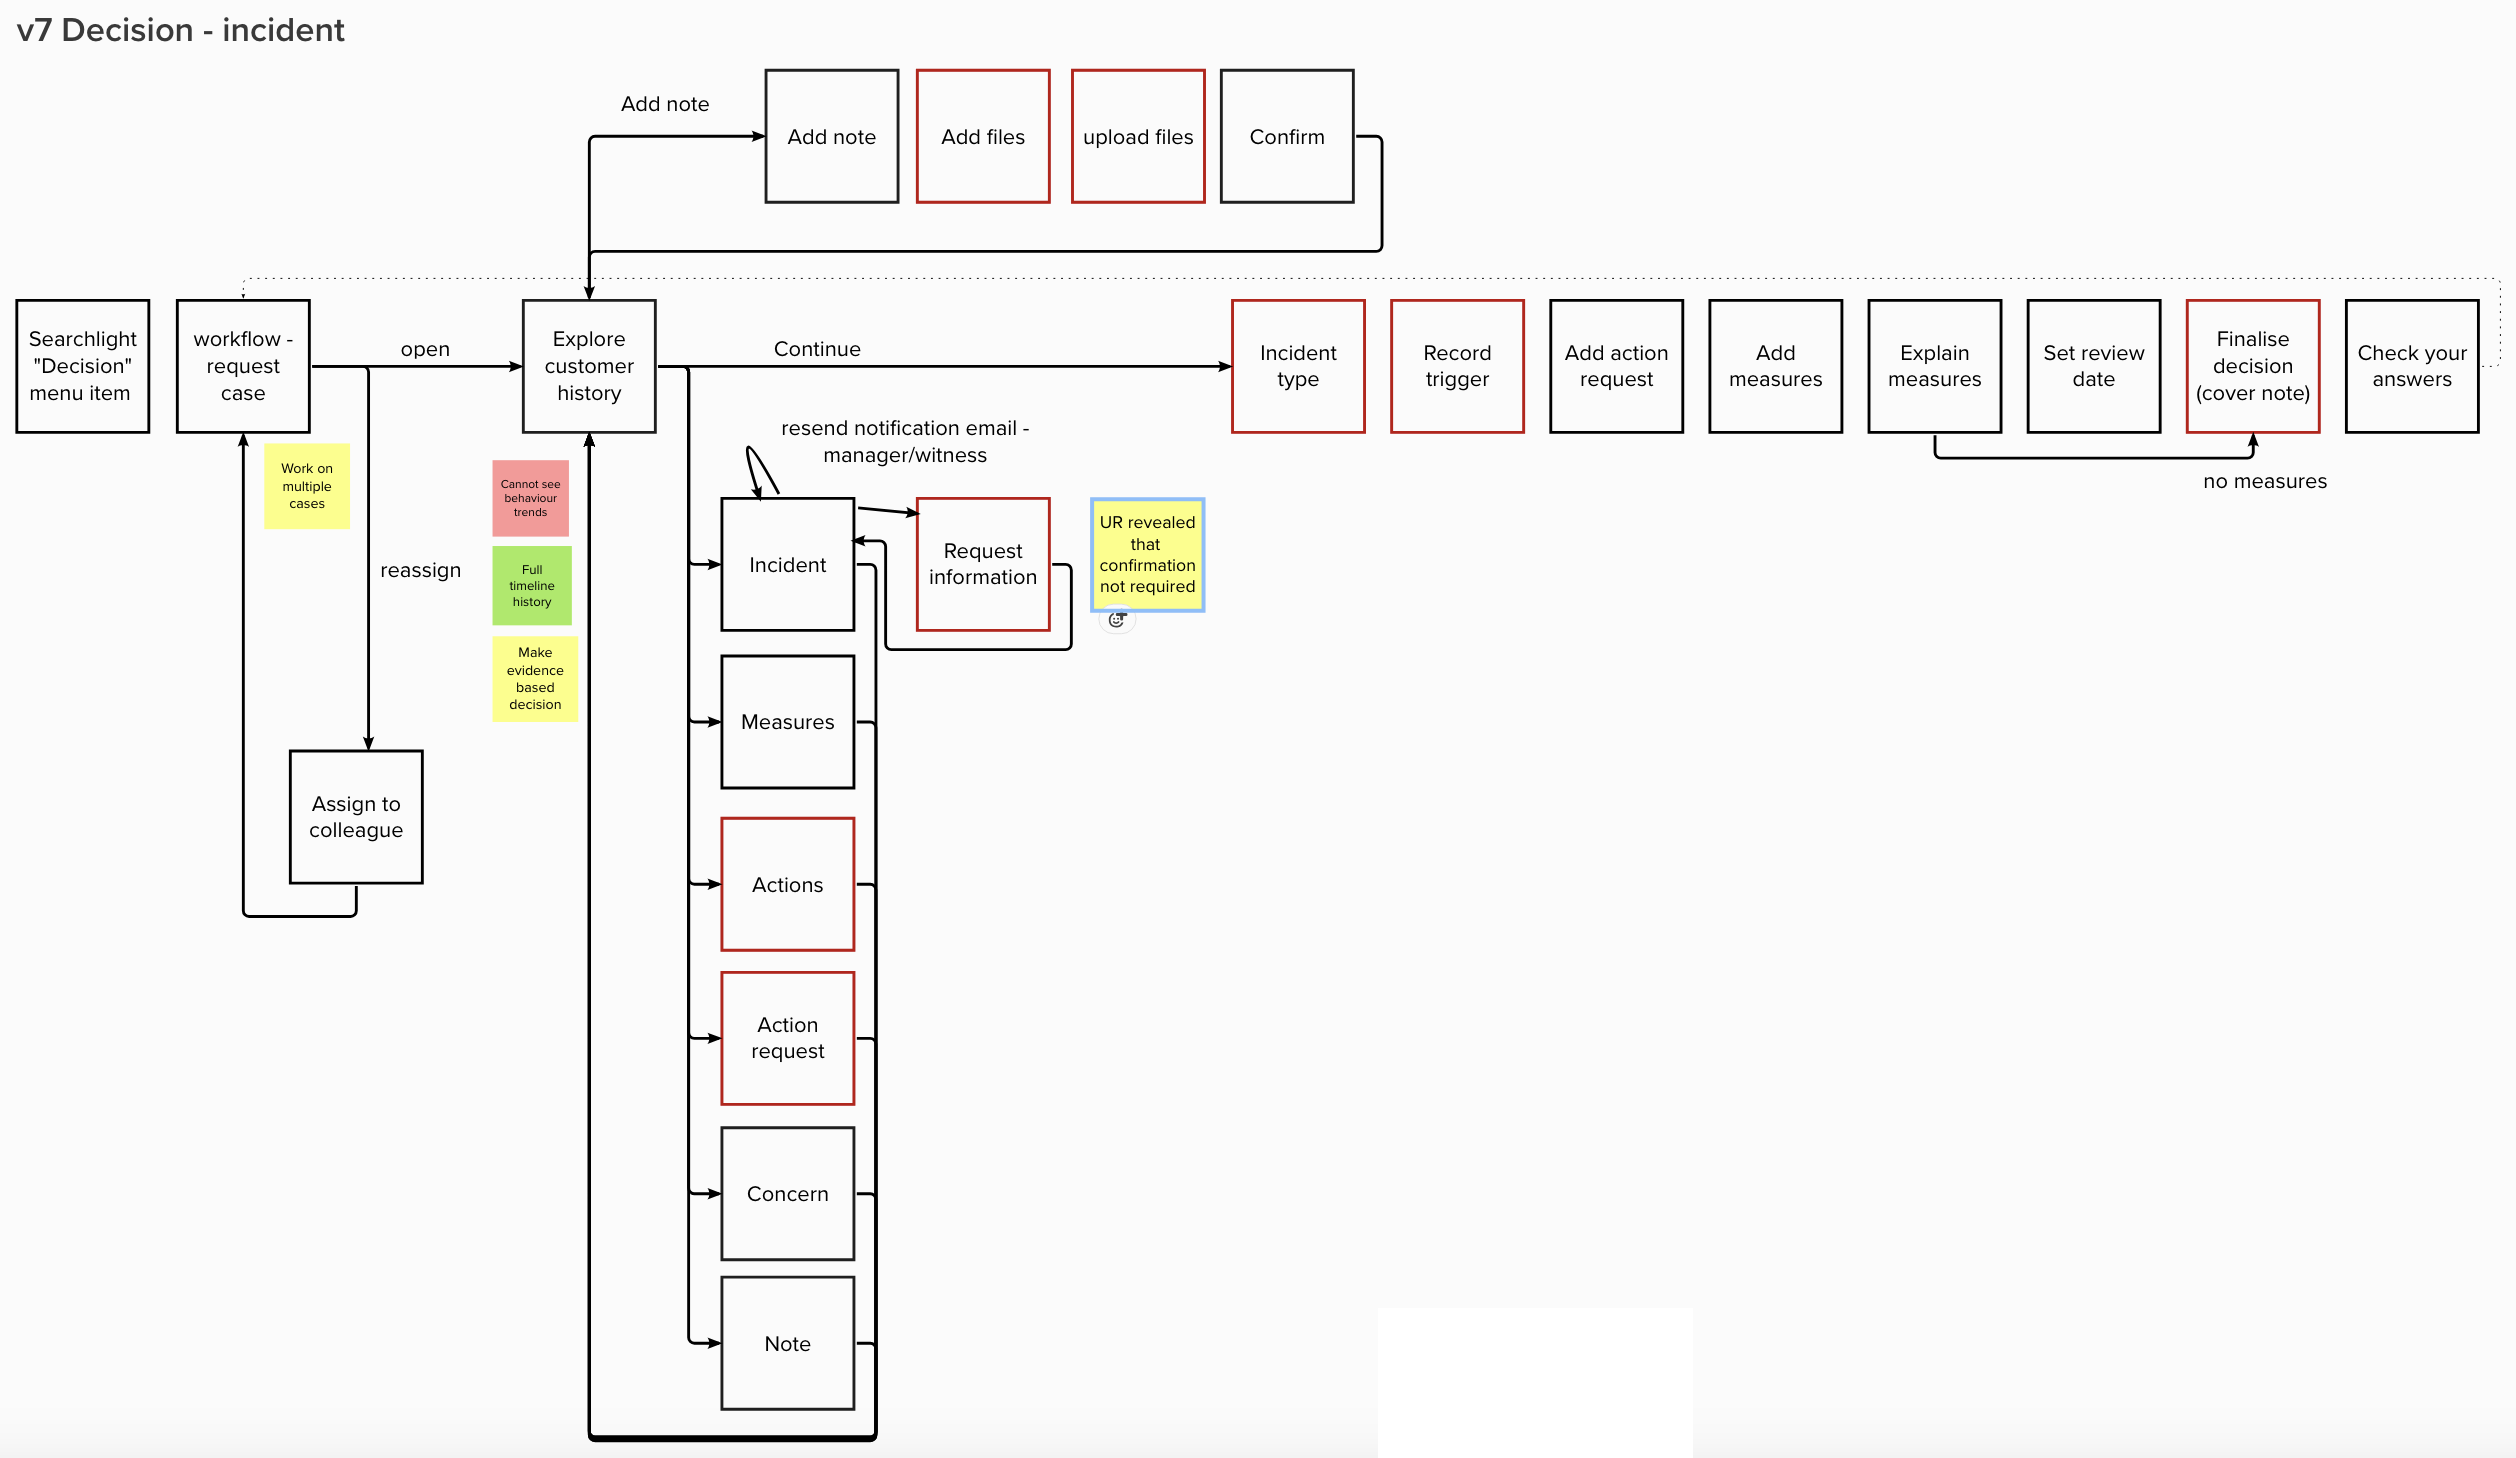 v7 Decision - incident
Add note
Add note
Add files
upload files
Confirm
Searchlight
"Decision"
menu item
workflow -
request
case
open
Explore
customer
history
Continue
Incident
type
Record
trigger
Add action
request
Add
measures
Explain
measures
Set review
date
Finalise
decision
(cover note)
Check your
answers
no measures
Work on
multiple
cases
reassign
Cannot see
behaviour
trends
Full
timeline
history
Make
evidence
based
decision
resend notification email -
manager/witness
Incident
Request
information
UR revealed
that
confirmation
not required
Measures
Assign to
colleague
Actions
Action
request
Concern
Note